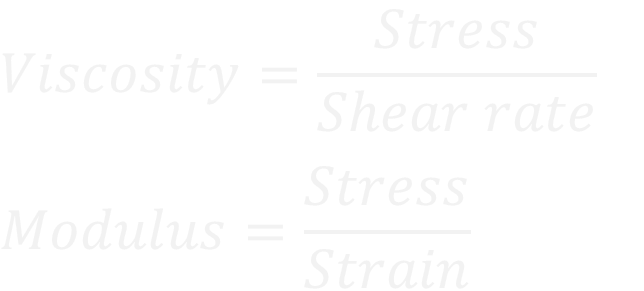 Viscosity = Stress / Shear rate
Modulus = Stress / Strain